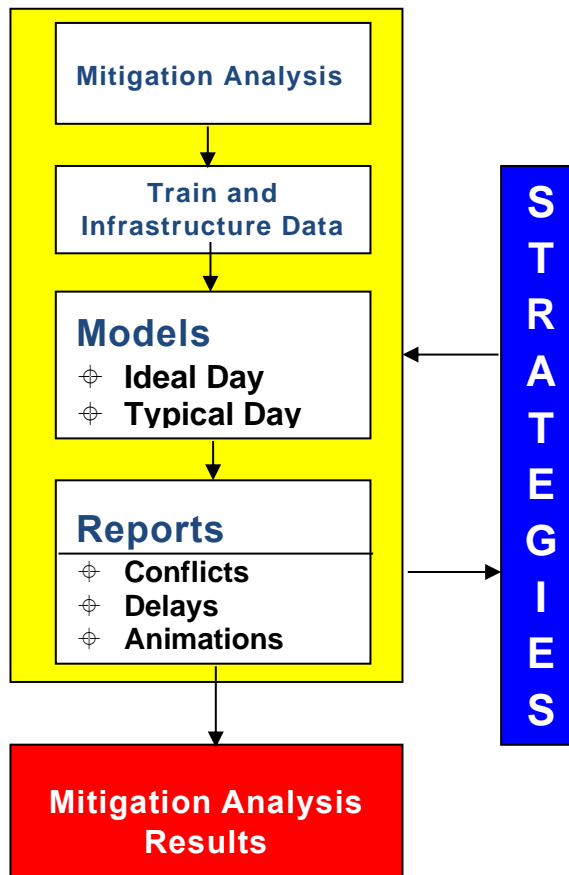 Mitigation Analysis
Train and
Infrastructure Data
Models
Ideal Day
Typical Day
Reports
Conflicts
Delays
Animations
Mitigation Analysis
Results
S
T
R
A
T
E
G
I
E
S